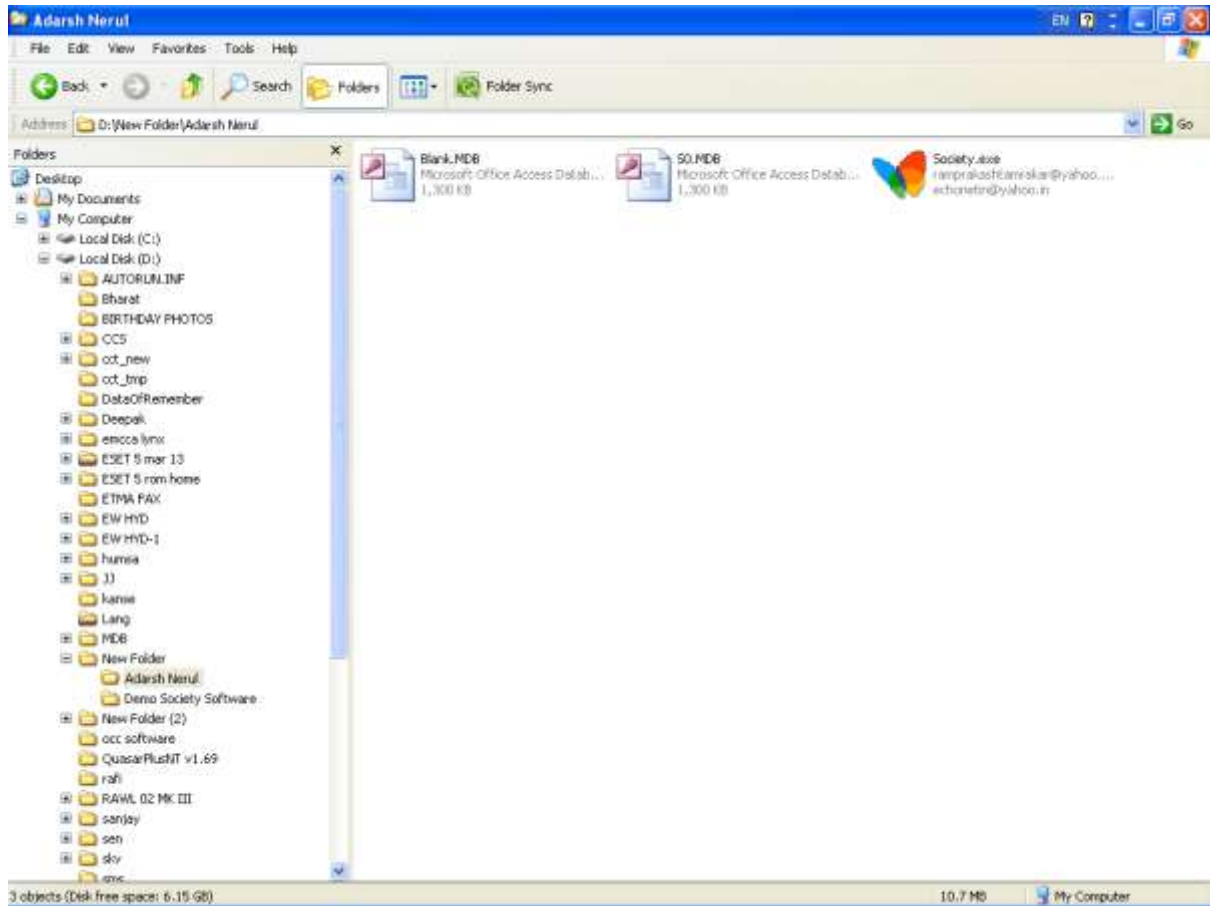 Adarsh Nerul
EN
File Edit View Favorites Tools Help
Back Search Folders Folder Sync
Address D:\New Folder\Adarsh Nerul Go
Folders
Desktop
My Documents
My Computer
Local Disk (C:)
Local Disk (D:)
AUTORUN.INF
Bharat
BIRTHDAY PHOTOS
CCS
cct_new
cct_tmp
DataOfRemember
Deepak
emcca lynx
ESET 5 mar 13
ESET 5 rom home
ETMA PAX
EW HYD
EW HYD-1
humsa
JJ
kanse
Lang
MDB
New Folder
Adarsh Nerul
Demo Society Software
New Folder (2)
occ software
QuasarPlusNT v1.69
rafi
RAWL 02 MK III
sanjay
sen
sky
sms
Blank.MDB
Microsoft Office Access Datab...
1,300 KB
S0.MDB
Microsoft Office Access Datab...
1,300 KB
Society.exe
3 objects (Disk free space: 6.15 GB)
10.7 MB
My Computer